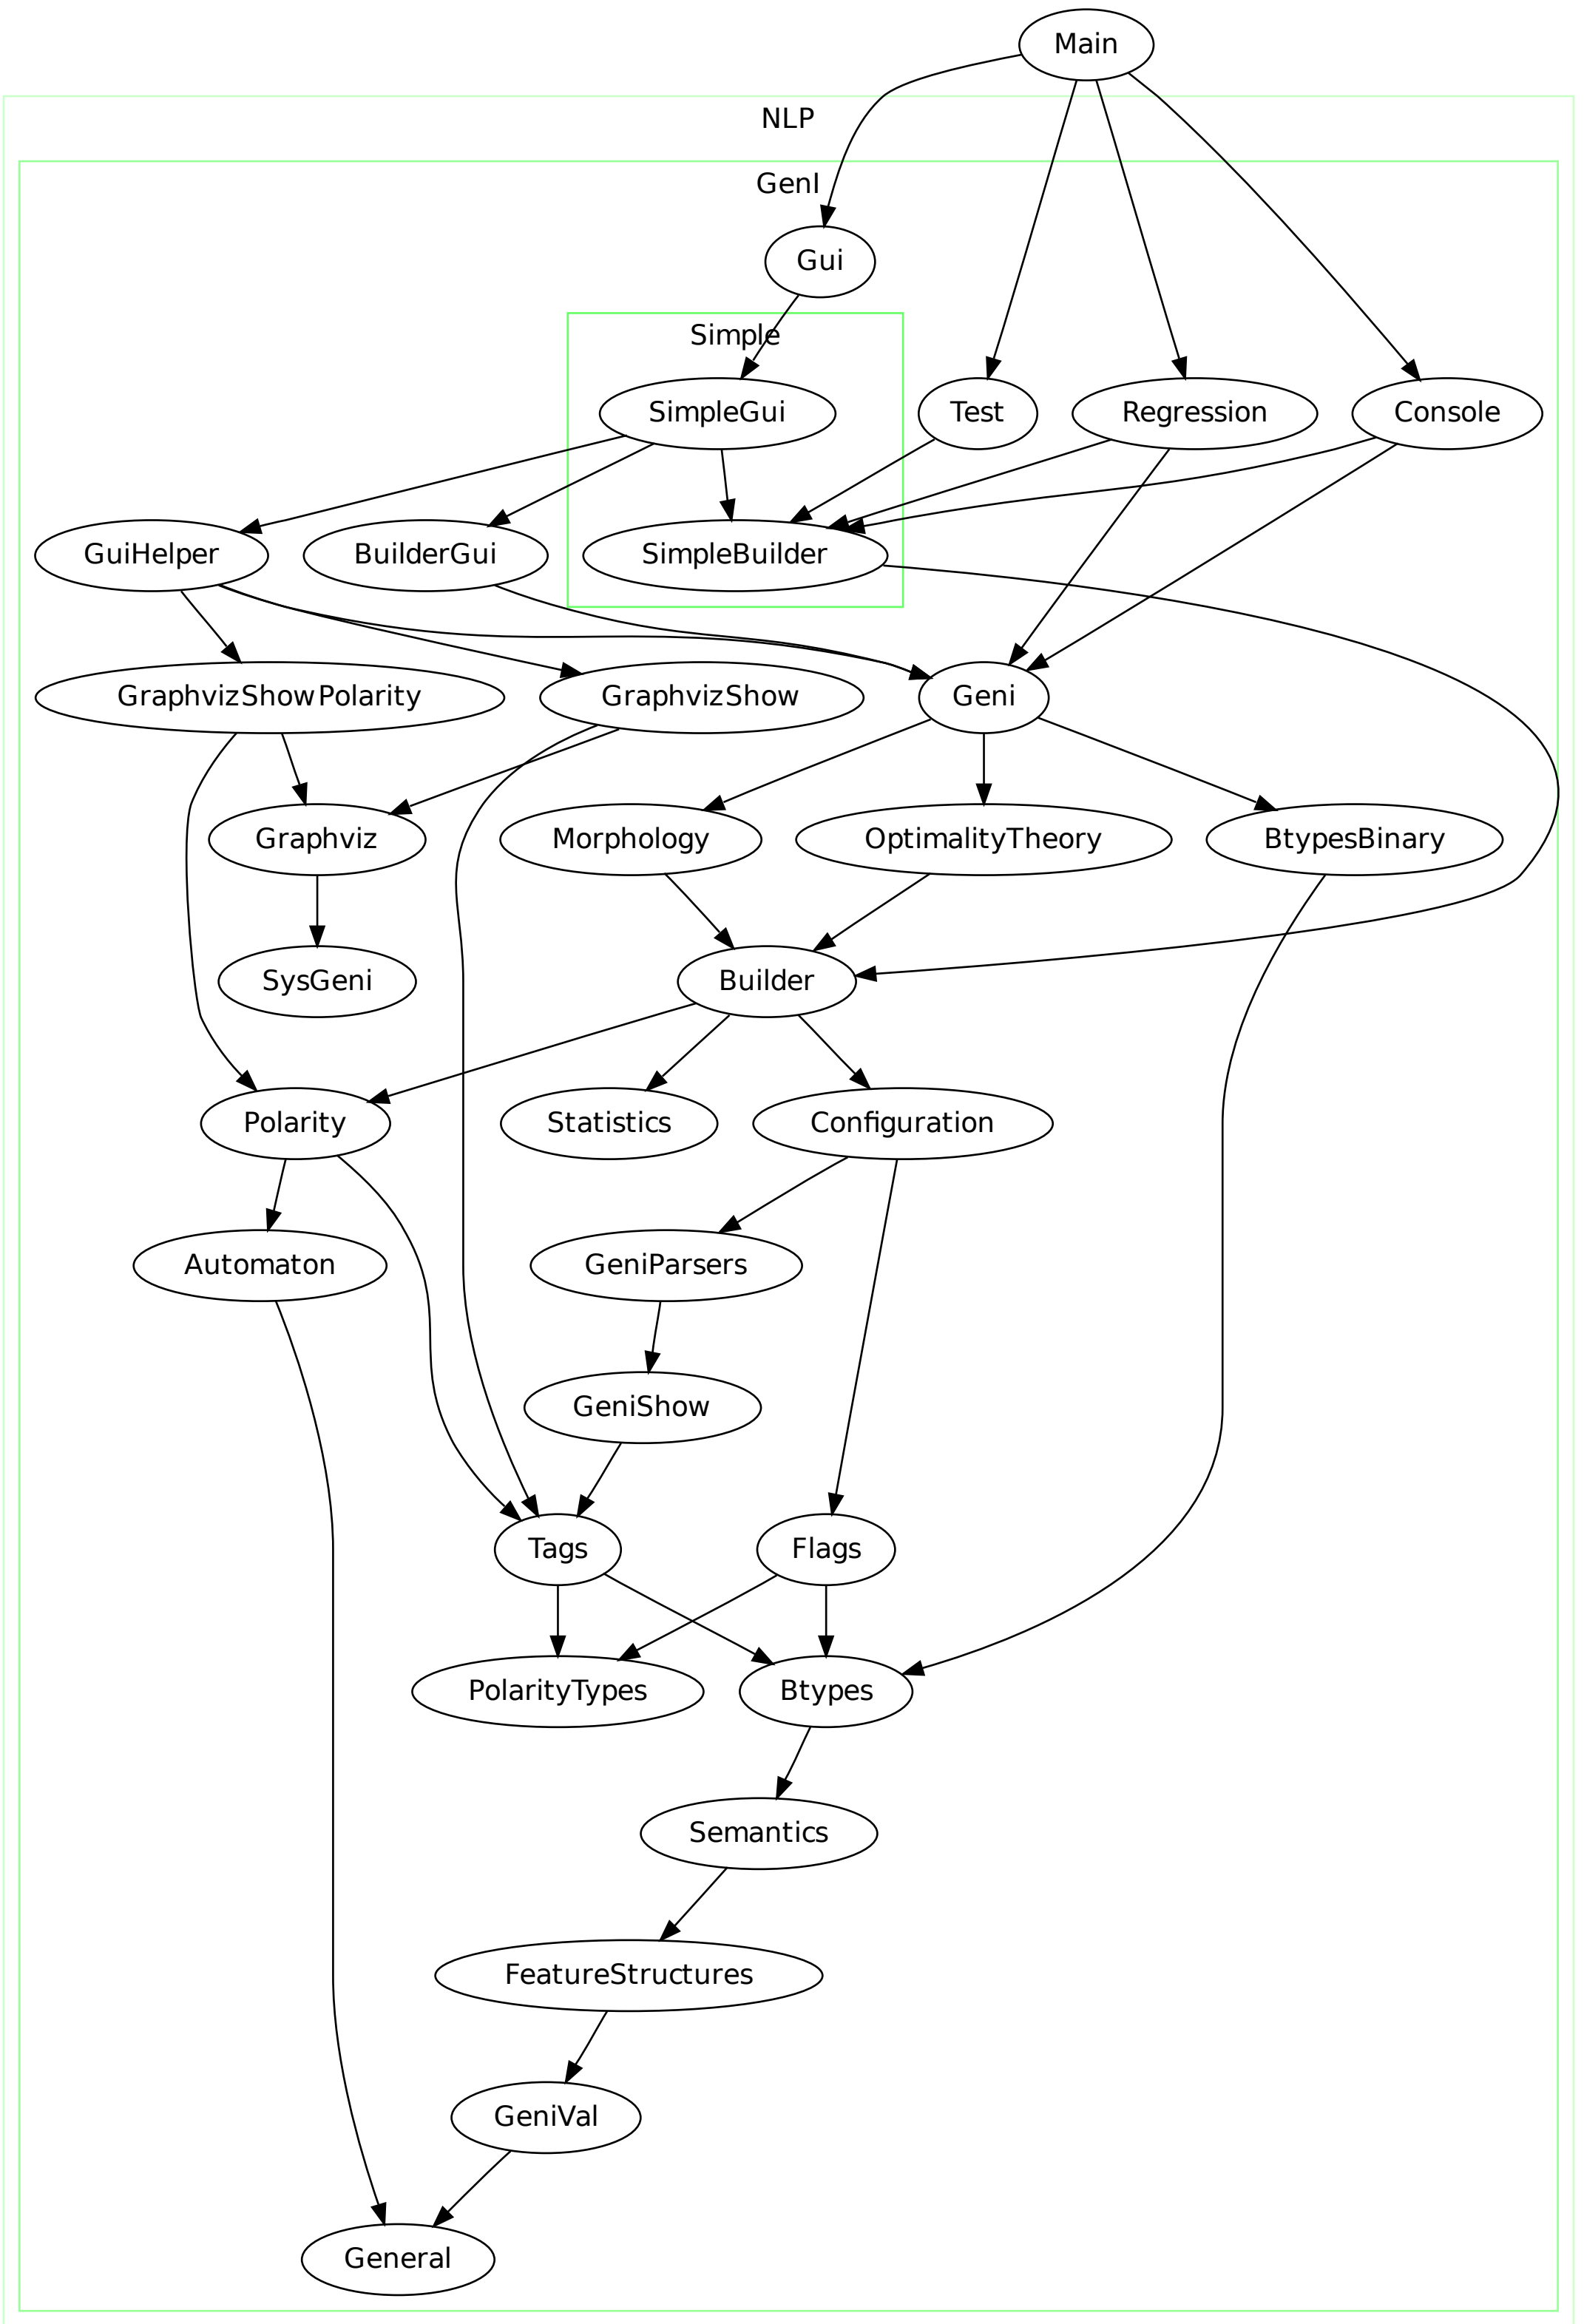 Main
NLP
GenI
Gui
Simple
SimpleGui
Test
Regression
Console
GuiHelper
BuilderGui
SimpleBuilder
GraphvizShowPolarity
GraphvizShow
Geni
Graphviz
Morphology
OptimalityTheory
BtypesBinary
SysGeni
Builder
Polarity
Statistics
Configuration
Automaton
GeniParsers
GeniShow
Tags
Flags
PolarityTypes
Btypes
Semantics
FeatureStructures
GeniVal
General